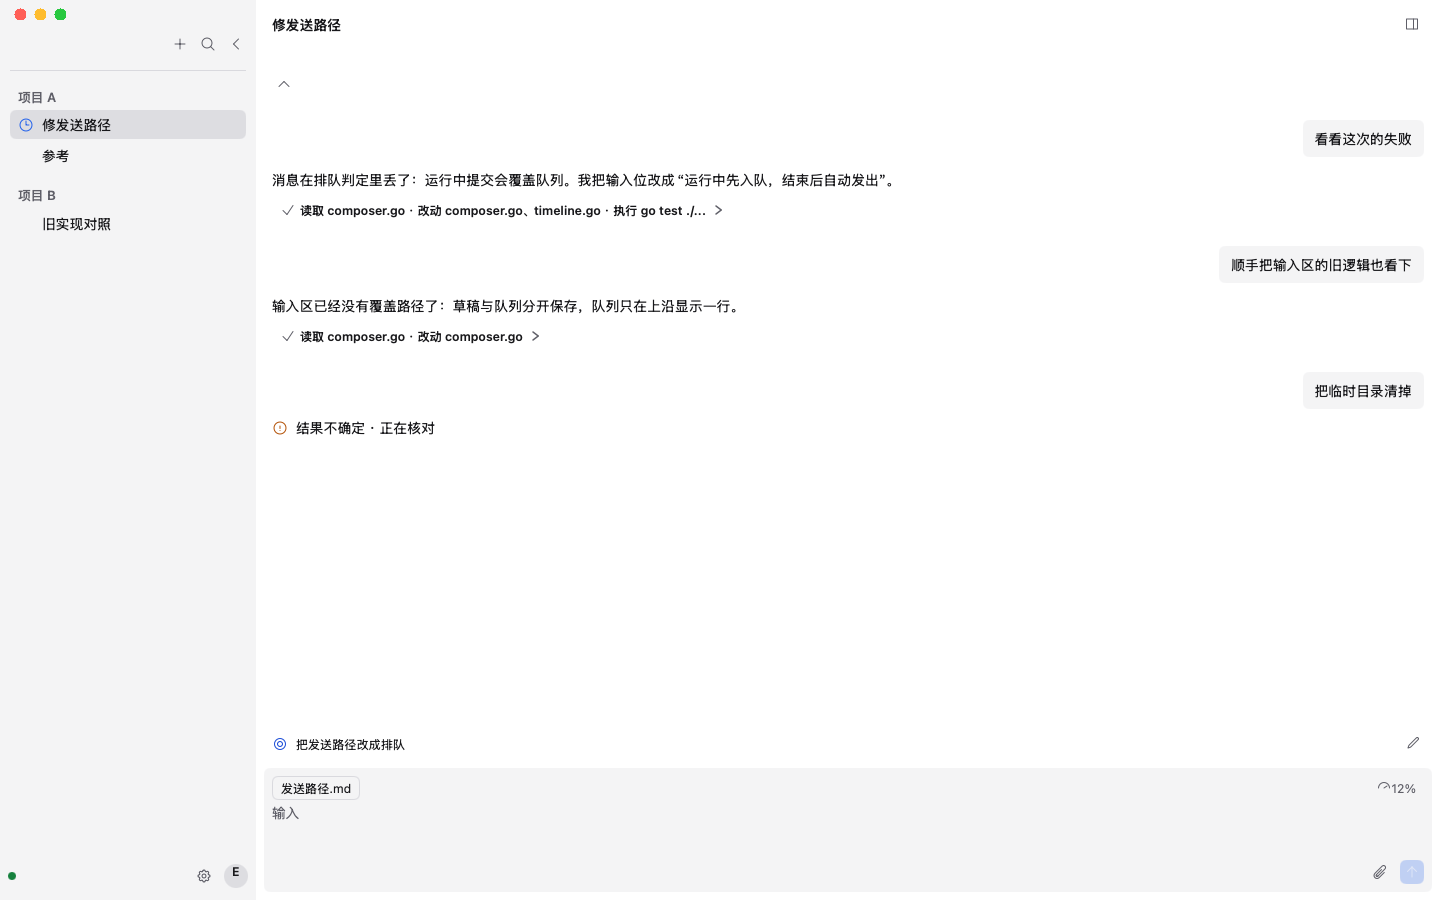 修发送路径
项目 A
修发送路径
参考
项目 B
旧实现对照
看看这次的失败
消息在排队判定里丢了：运行中提交会覆盖队列。我把输入位改成“运行中先入队，结束后自动发出”。
读取 composer.go · 改动 composer.go、timeline.go · 执行 go test ./...
顺手把输入区的旧逻辑也看下
输入区已经没有覆盖路径了：草稿与队列分开保存，队列只在上沿显示一行。
读取 composer.go · 改动 composer.go
把临时目录清掉
结果不确定 · 正在核对
把发送路径改成排队
发送路径.md
12%
输入
E